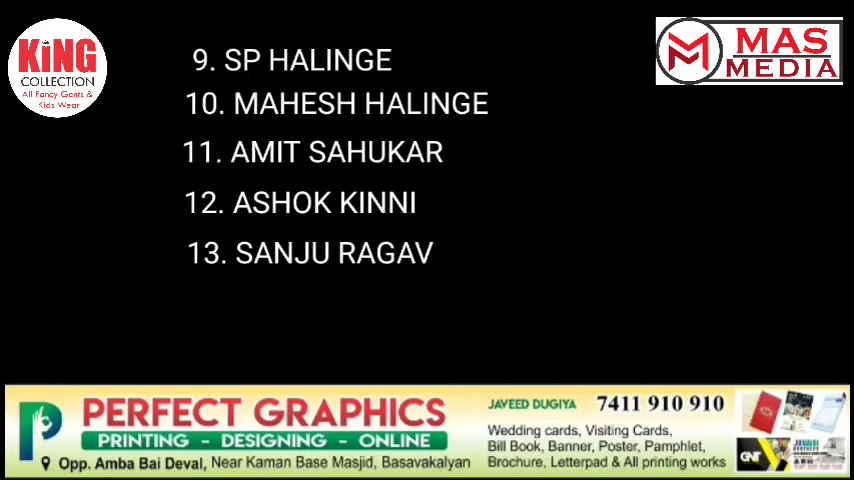 KING
COLLECTION
All Fancy Gents &
Kids Wear
MAS
MEDIA
9. SP HALINGE
10. MAHESH HALINGE
11. AMIT SAHUKAR
12. ASHOK KINNI
13. SANJU RAGAV
PERFECT GRAPHICS
PRINTING - DESIGNING - ONLINE
Opp. Amba Bai Deval, Near Kaman Base Masjid, Basavakalyan
JAVEED DUGIYA 7411 910 910
Wedding cards, Visiting Cards,
Bill Book, Banner, Poster, Pamphlet,
Brochure, Letterpad & All printing works
GNT